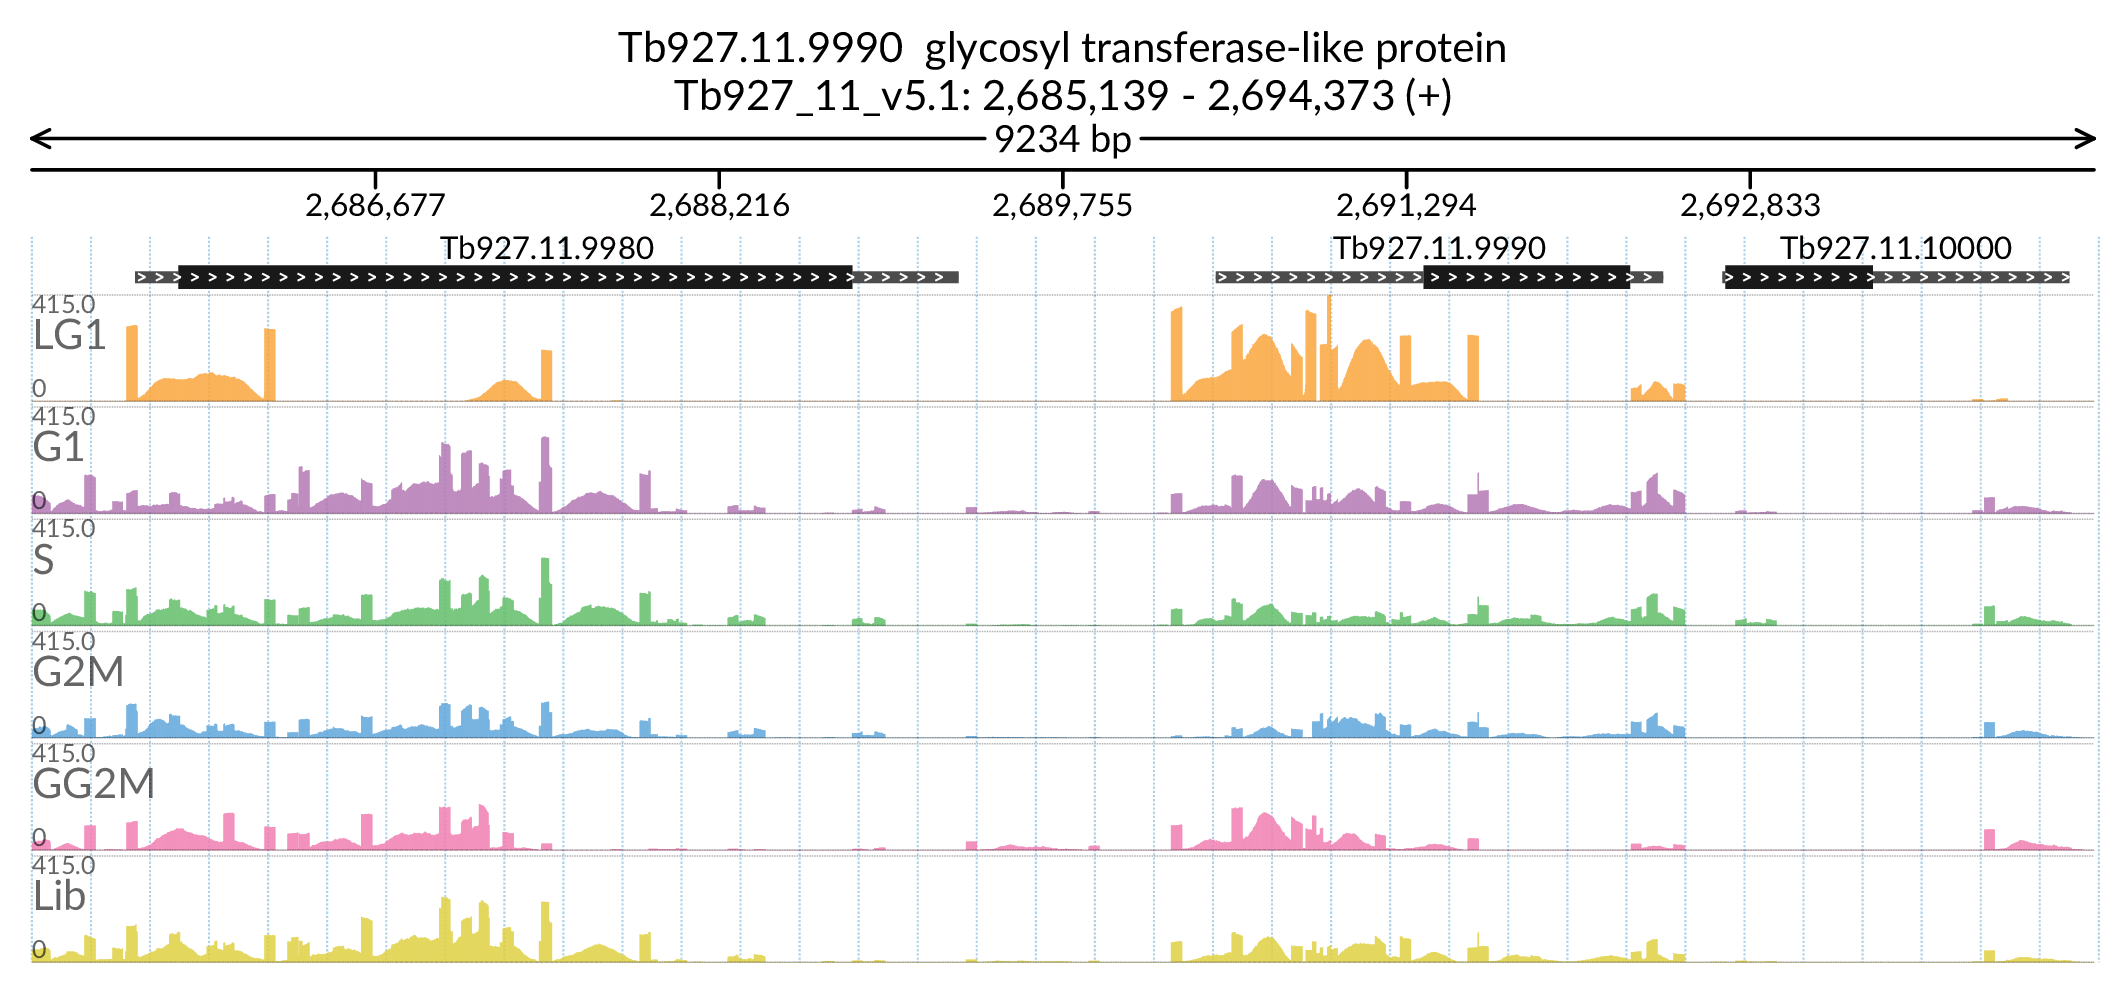 Tb927.11.9990  glycosyl transferase-like protein
Tb927_11_v5.1: 2,685,139 - 2,694,373 (+)
9234 bp
2,686,677 2,688,216 2,689,755 2,691,294 2,692,833
Tb927.11.9980 Tb927.11.9990 Tb927.11.10000
415.0
LG1
0
415.0
G1
0
415.0
S
0
415.0
G2M
0
415.0
GG2M
0
415.0
Lib
0